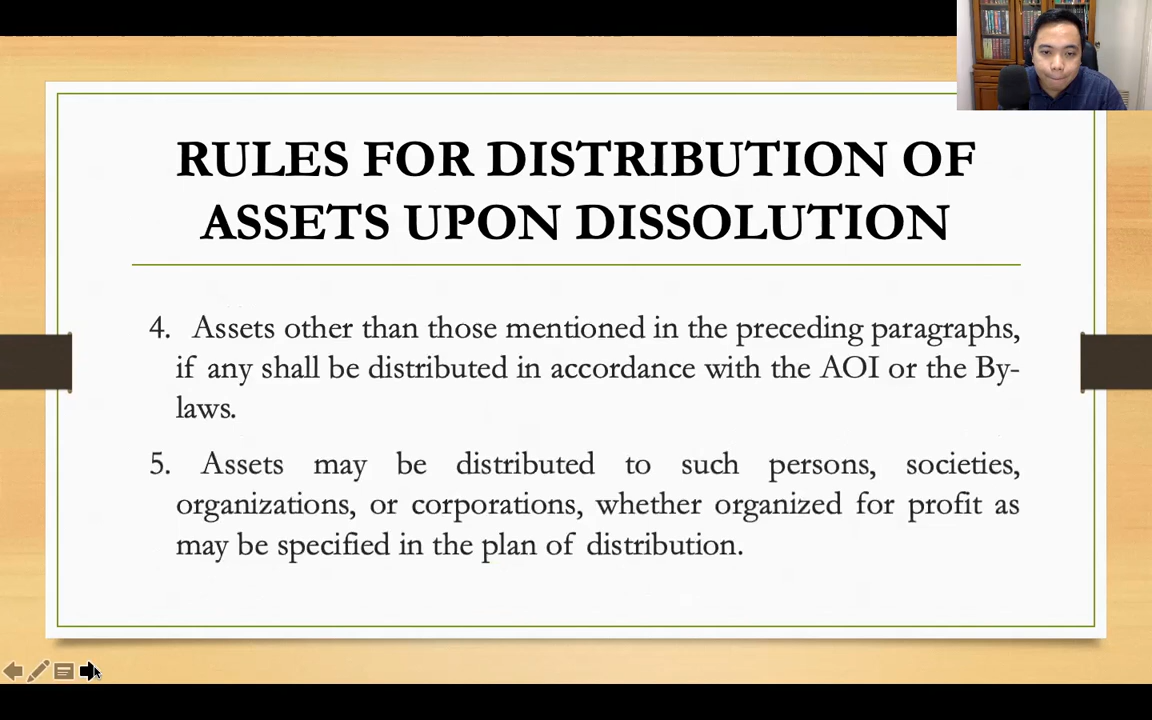 RULES FOR DISTRIBUTION OF
ASSETS UPON DISSOLUTION
4. Assets other than those mentioned in the preceding paragraphs,
if any shall be distributed in accordance with the AOI or the By-
laws.
5. Assets may be distributed to such persons, societies,
organizations, or corporations, whether organized for profit as
may be specified in the plan of distribution.